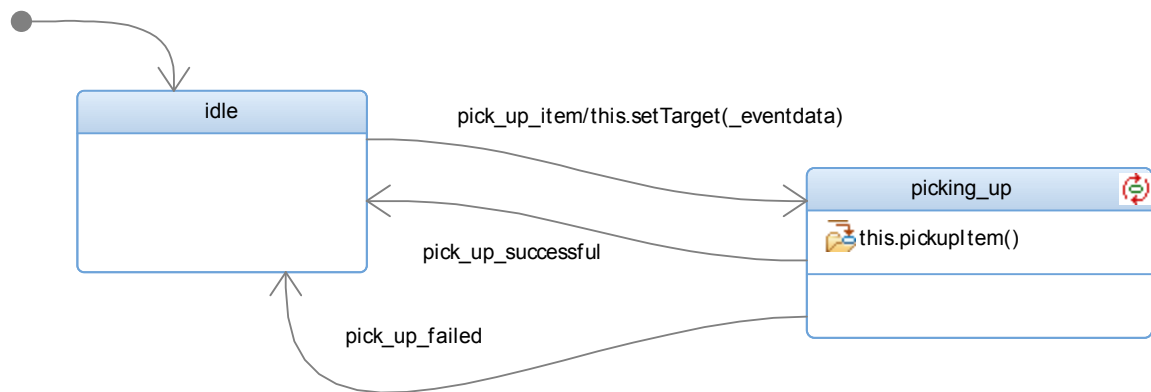 idle
pick_up_item/this.setTarget(_eventdata)
picking_up
this.pickupItem()
pick_up_successful
pick_up_failed